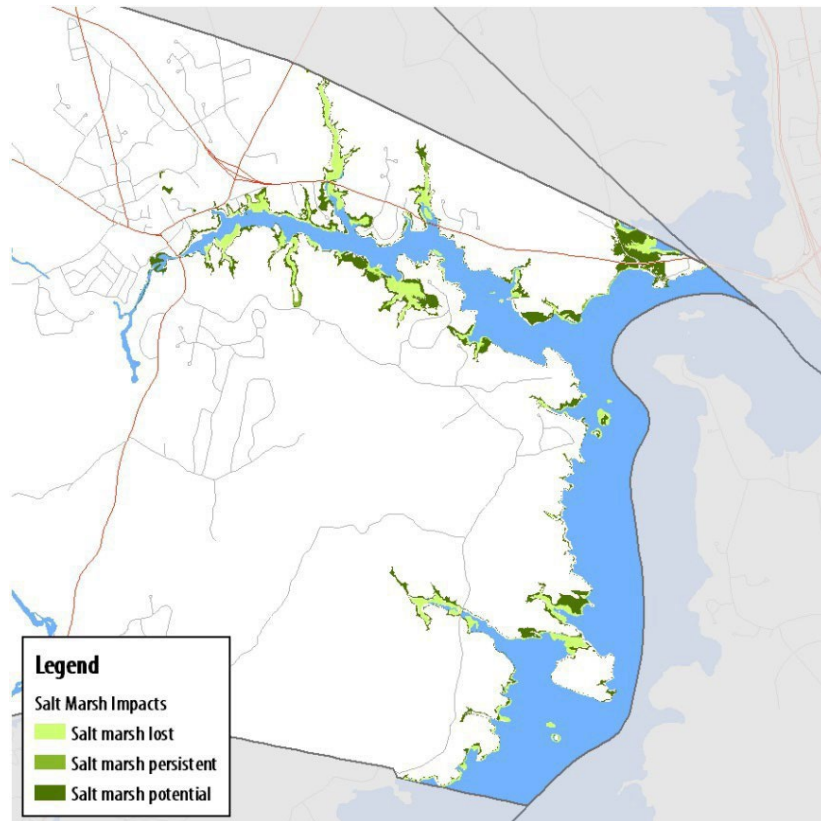 Legend
Salt Marsh Impacts
Salt marsh lost
Salt marsh persistent
Salt marsh potential